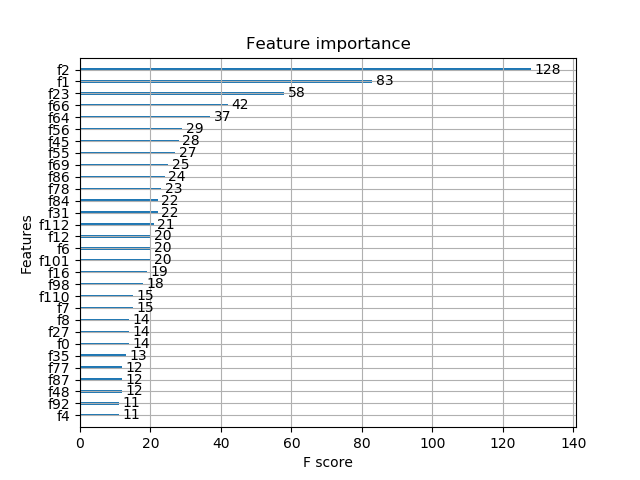 Feature importance
Features
f2 128
f1 83
f23 58
f66 42
f64 37
f56 29
f45 28
f55 27
f69 25
f86 24
f78 23
f84 22
f31 22
f112 21
f12 20
f6 20
f101 20
f16 19
f98 18
f110 15
f7 15
f8 14
f27 14
f0 14
f35 13
f77 12
f87 12
f48 12
f92 11
f4 11
0 20 40 60 80 100 120 140
F score